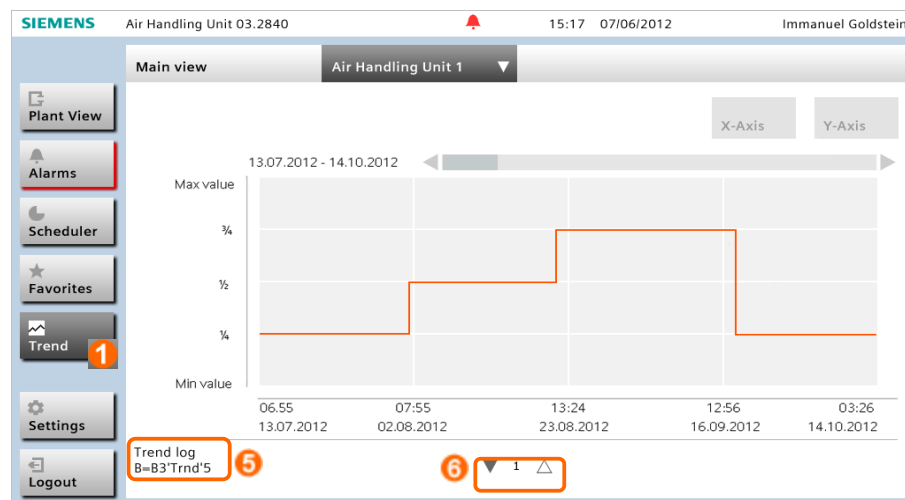 SIEMENS Air Handling Unit 03.2840 15:17 07/06/2012 Immanuel Goldstein
Main view Air Handling Unit 1
Plant View
Alarms
Scheduler
Favorites
Trend 1
Settings
Logout
X-Axis Y-Axis
13.07.2012 - 14.10.2012
Max value
¾
½
¼
Min value
06.55 07:55 13:24 12:56 03:26
13.07.2012 02.08.2012 23.08.2012 16.09.2012 14.10.2012
Trend log
B=B3'Trnd'5 5
6 1